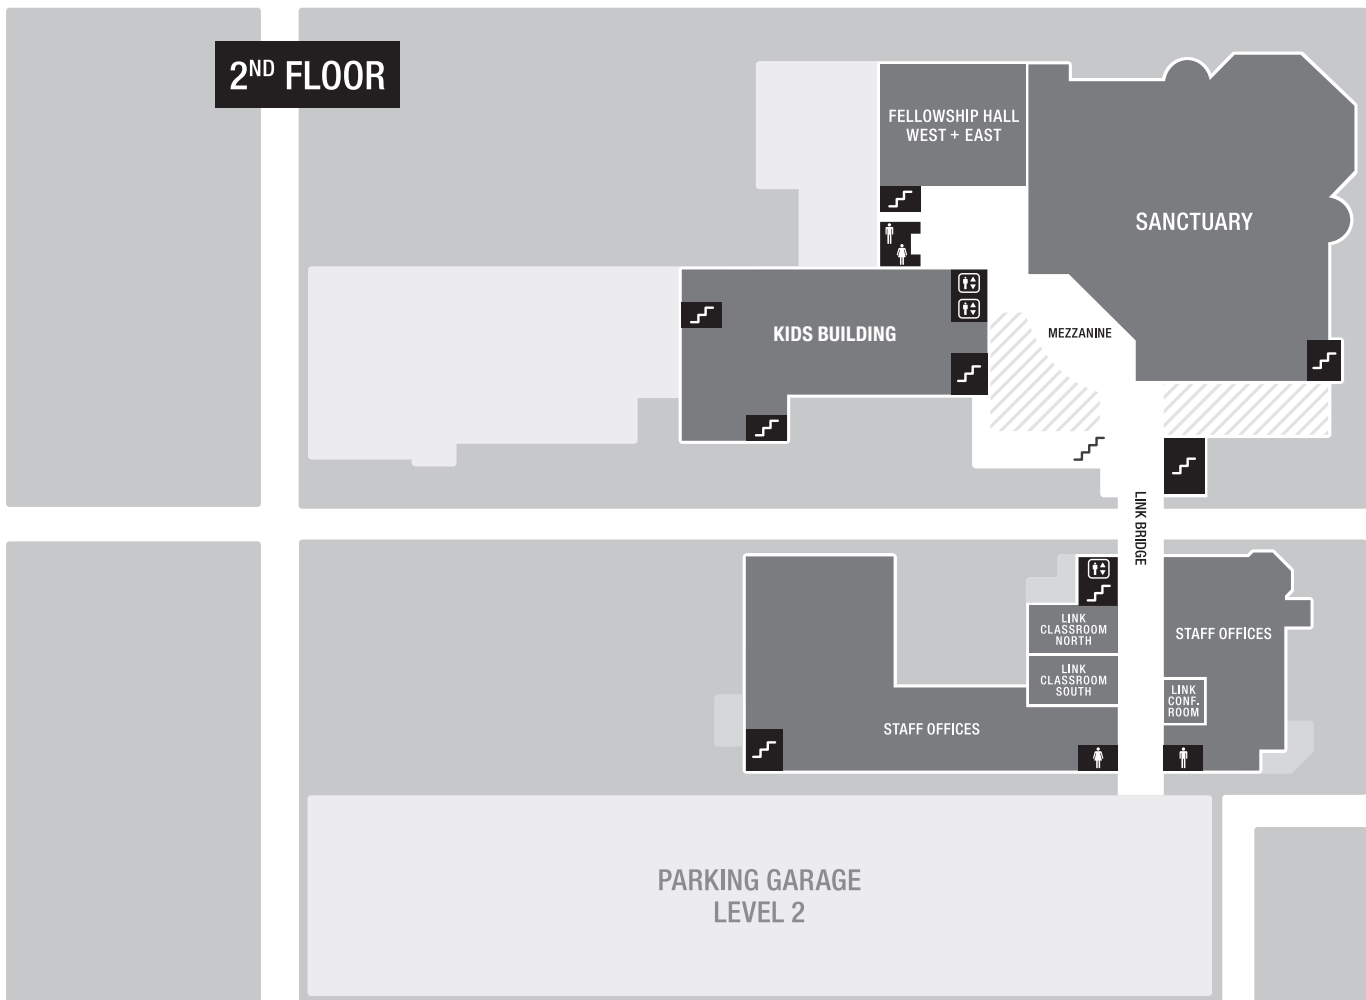 2ND FLOOR
FELLOWSHIP HALL
WEST + EAST
SANCTUARY
KIDS BUILDING
MEZZANINE
LINK BRIDGE
LINK
CLASSROOM
NORTH
STAFF OFFICES
LINK
CLASSROOM
SOUTH
LINK
CONF.
ROOM
STAFF OFFICES
PARKING GARAGE
LEVEL 2